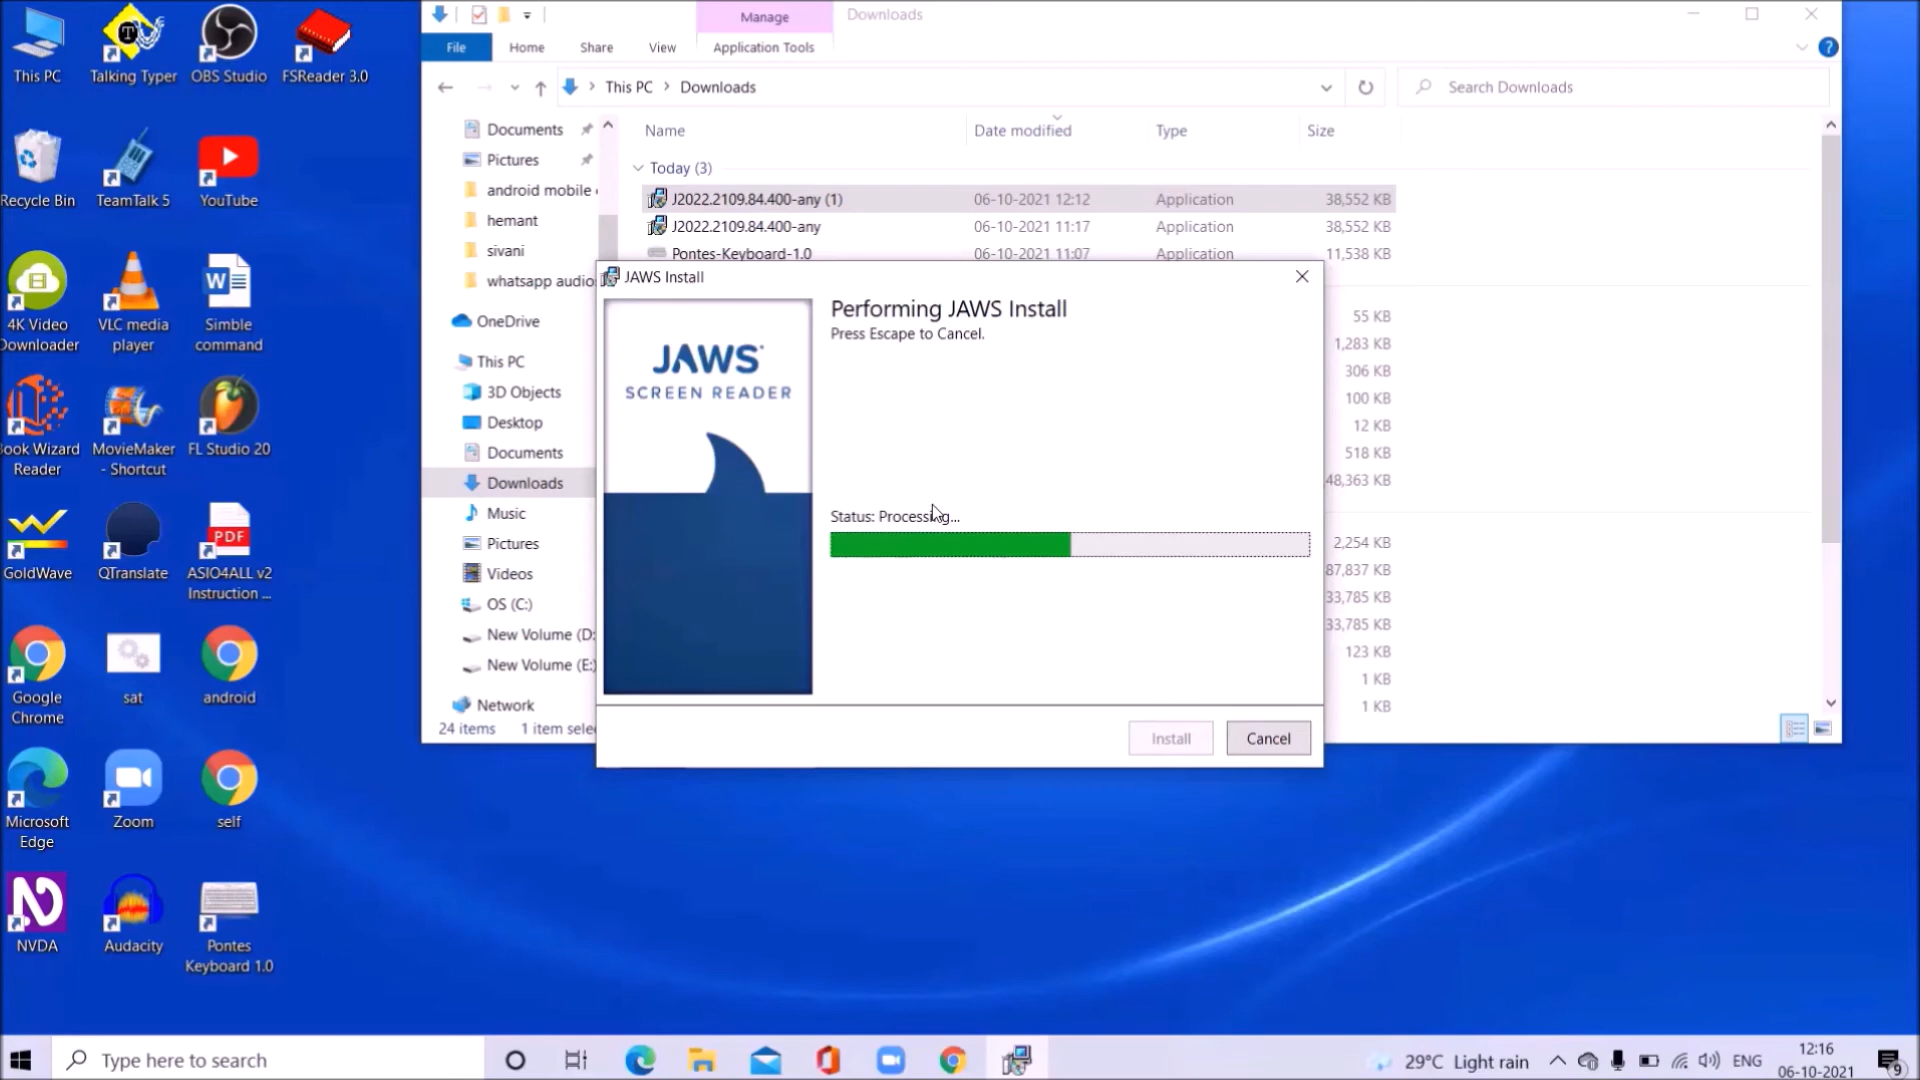 This PC
Talking Typer
OBS Studio
FSReader 3.0
Recycle Bin
TeamTalk 5
YouTube
4K Video
Downloader
VLC media
player
Simble
command
Book Wizard
Reader
MovieMaker
- Shortcut
FL Studio 20
GoldWave
QTranslate
ASIO4ALL v2
Instruction ...
Google
Chrome
sat
android
Microsoft
Edge
Zoom
self
NVDA
Audacity
Pontes
Keyboard 1.0
Manage
Downloads
File
Home
Share
View
Application Tools
This PC
Downloads
Search Downloads
Documents
Pictures
android mobile
hemant
sivani
whatsapp audio
OneDrive
This PC
3D Objects
Desktop
Documents
Downloads
Music
Pictures
Videos
OS (C:)
New Volume (D:
New Volume (E:)
Network
24 items
1 item sele
Name
Date modified
Type
Size
Today (3)
J2022.2109.84.400-any (1)
06-10-2021 12:12
Application
38,552 KB
J2022.2109.84.400-any
06-10-2021 11:17
Application
38,552 KB
Pontes-Keyboard-1.0
06-10-2021 11:07
Application
11,538 KB
55 KB
1,283 KB
306 KB
100 KB
12 KB
518 KB
48,363 KB
2,254 KB
87,837 KB
33,785 KB
33,785 KB
123 KB
1 KB
1 KB
JAWS Install
JAWS
SCREEN READER
Performing JAWS Install
Press Escape to Cancel.
Status: Processing...
Install
Cancel
Type here to search
29°C Light rain
ENG
12:16
06-10-2021
9